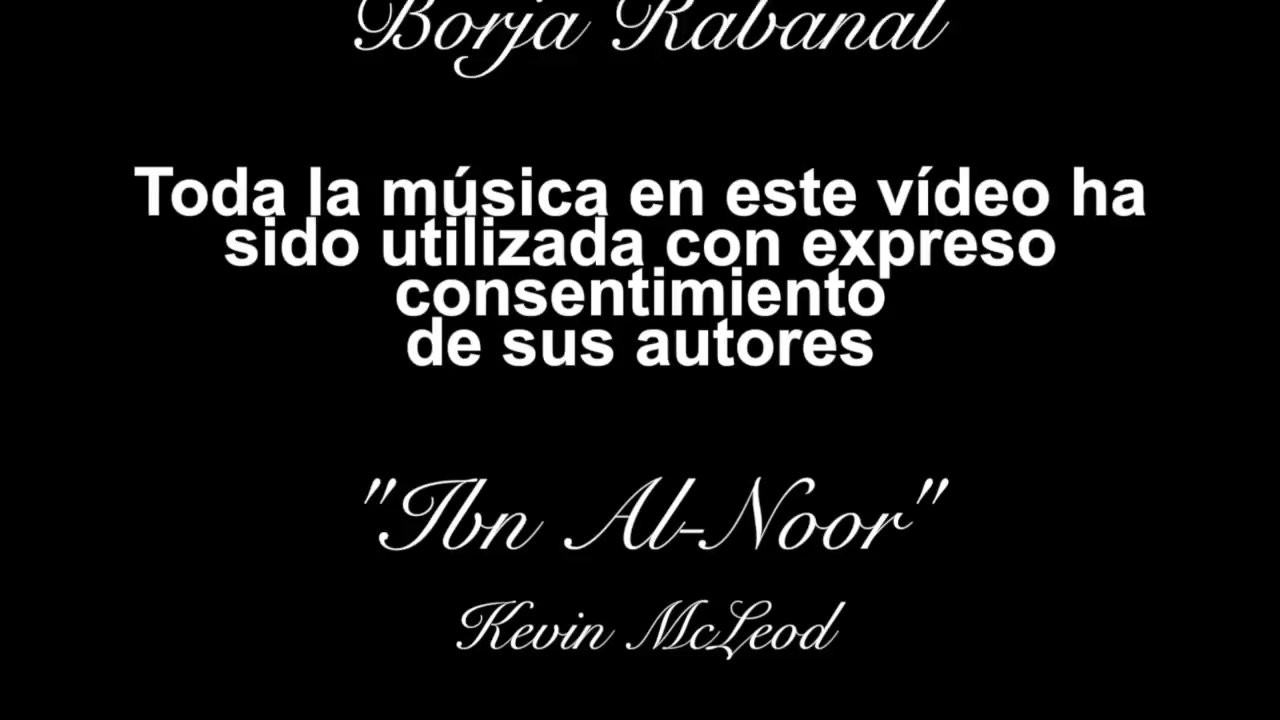 Borja Rabanal
Toda la música en este vídeo ha
sido utilizada con expreso
consentimiento
de sus autores
"Ibn Al-Noor"
Kevin McLeod